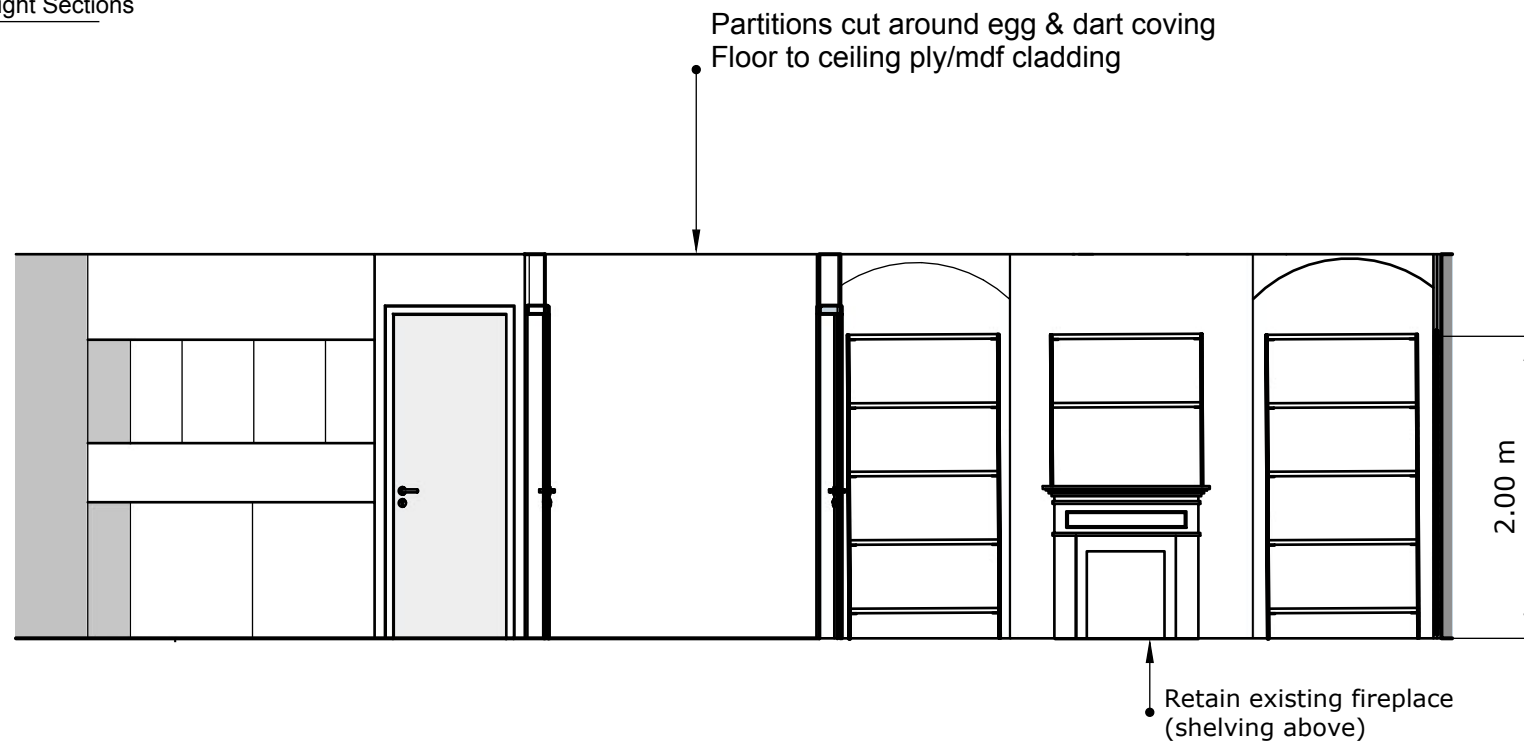 Sections
Partitions cut around egg & dart coving
Floor to ceiling ply/mdf cladding
2.00 m
Retain existing fireplace
(shelving above)